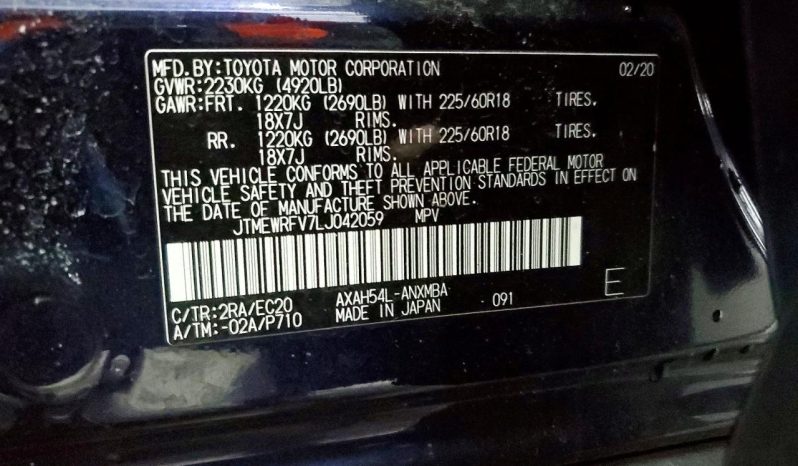 MFD.BY:TOYOTA MOTOR CORPORATION 02/20
GVWR:2230KG (4920LB)
GAWR:FRT. 1220KG (2690LB) WITH 225/60R18 TIRES.
18X7J RIMS.
RR. 1220KG (2690LB) WITH 225/60R18 TIRES.
18X7J RIMS.
THIS VEHICLE CONFORMS TO ALL APPLICABLE FEDERAL MOTOR
VEHICLE SAFETY AND THEFT PREVENTION STANDARDS IN EFFECT ON
THE DATE OF MANUFACTURE SHOWN ABOVE.
JTMEWRFV7LJ042059 MPV
E
C/TR:2RA/EC20 AXAH54L-ANXMBA 091
A/TM:-02A/P710 MADE IN JAPAN